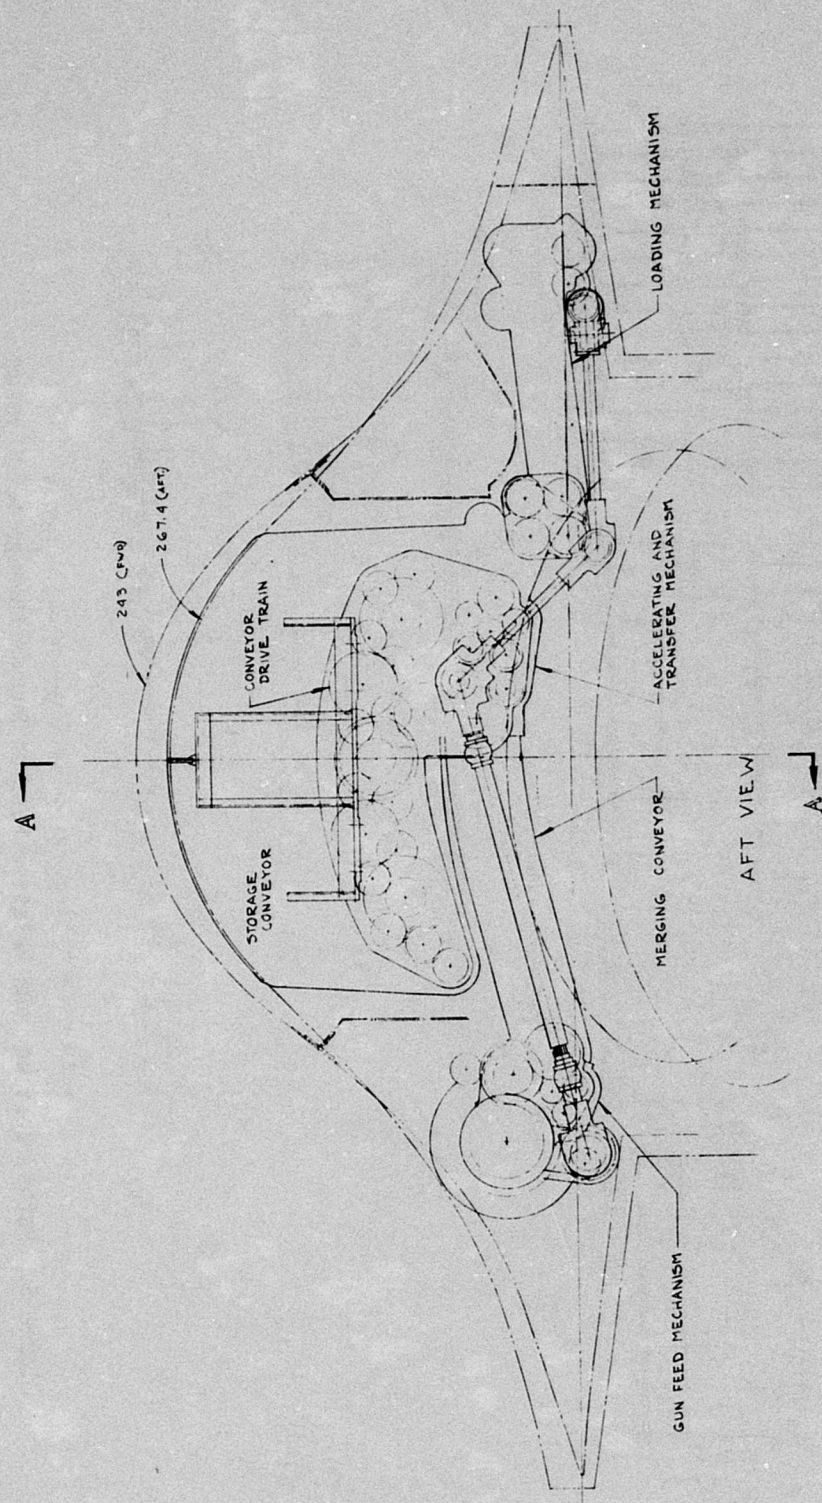 243 (FWD)
267.4 (AFT)
CONVEYOR
DRIVE TRAIN
STORAGE
CONVEYOR
LOADING MECHANISM
ACCELERATING AND
TRANSFER MECHANISM
MERGING CONVEYOR
GUN FEED MECHANISM
AFT VIEW
A
A